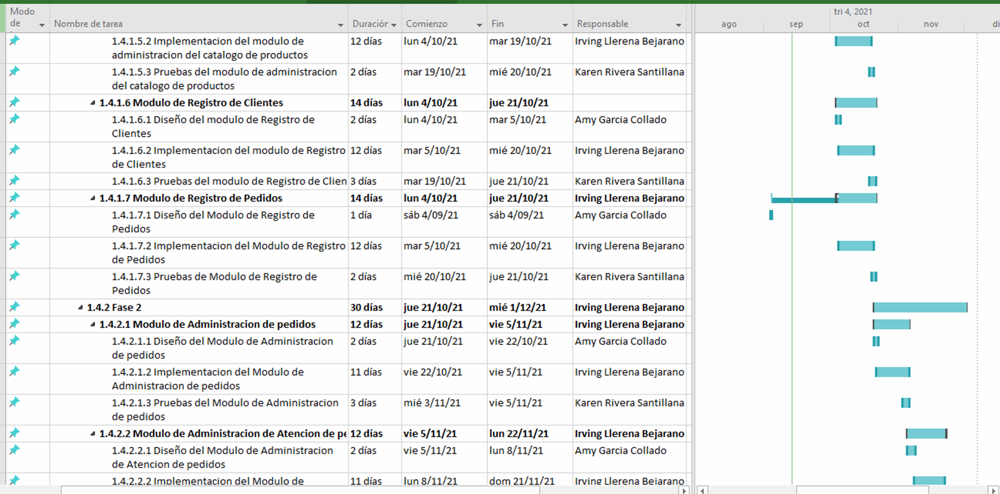 Modo
de
Nombre de tarea
Duración
Comienzo
Fin
Responsable
tri 4, 2021
ago
sep
oct
nov
di
1.4.1.5.2 Implementacion del modulo de
administracion del catalogo de productos
12 días
lun 4/10/21
mar 19/10/21
Irving Llerena Bejarano
1.4.1.5.3 Pruebas del modulo de administracion
del catalogo de productos
2 días
mar 19/10/21
mié 20/10/21
Karen Rivera Santillana
1.4.1.6 Modulo de Registro de Clientes
14 días
lun 4/10/21
jue 21/10/21
1.4.1.6.1 Diseño del modulo de Registro de
Clientes
2 días
lun 4/10/21
mar 5/10/21
Amy Garcia Collado
1.4.1.6.2 Implementacion del modulo de Registro
de Clientes
12 días
mar 5/10/21
mié 20/10/21
Irving Llerena Bejarano
1.4.1.6.3 Pruebas del modulo de Registro de Clien
3 días
mar 19/10/21
jue 21/10/21
Karen Rivera Santillana
1.4.1.7 Modulo de Registro de Pedidos
14 días
lun 4/10/21
jue 21/10/21
Irving Llerena Bejarano
1.4.1.7.1 Diseño del Modulo de Registro de
Pedidos
1 día
sáb 4/09/21
sáb 4/09/21
Amy Garcia Collado
1.4.1.7.2 Implementacion del Modulo de Registro
de Pedidos
12 días
mar 5/10/21
mié 20/10/21
Irving Llerena Bejarano
1.4.1.7.3 Pruebas de Modulo de Registro de
Pedidos
2 días
mié 20/10/21
jue 21/10/21
Karen Rivera Santillana
1.4.2 Fase 2
30 días
jue 21/10/21
mié 1/12/21
Irving Llerena Bejarano
1.4.2.1 Modulo de Administracion de pedidos
12 días
jue 21/10/21
vie 5/11/21
Irving Llerena Bejarano
1.4.2.1.1 Diseño del Modulo de Administracion
de pedidos
2 días
jue 21/10/21
vie 22/10/21
Amy Garcia Collado
1.4.2.1.2 Implementacion del Modulo de
Administracion de pedidos
11 días
vie 22/10/21
vie 5/11/21
Irving Llerena Bejarano
1.4.2.1.3 Pruebas del Modulo de Administracion
de pedidos
3 días
mié 3/11/21
vie 5/11/21
Karen Rivera Santillana
1.4.2.2 Modulo de Administracion de Atencion de pe
12 días
vie 5/11/21
lun 22/11/21
Irving Llerena Bejarano
1.4.2.2.1 Diseño del Modulo de Administracion
de Atencion de pedidos
2 días
vie 5/11/21
lun 8/11/21
Amy Garcia Collado
1.4.2.2.2 Implementacion del Modulo de
11 días
lun 8/11/21
dom 21/11/21
Irving Llerena Bejarano